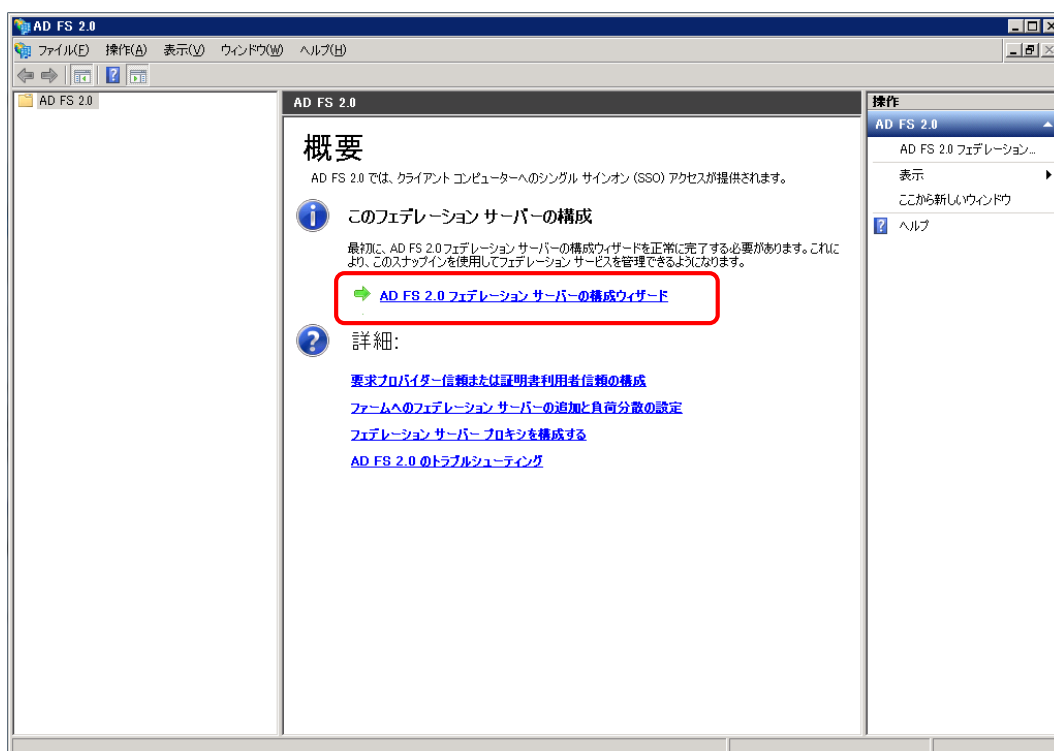 AD FS 2.0
ファイル(F) 操作(A) 表示(V) ウィンドウ(W) ヘルプ(H)
AD FS 2.0
AD FS 2.0
概要
AD FS 2.0 では、クライアント コンピューターへのシングル サインオン (SSO) アクセスが提供されます。
このフェデレーション サーバーの構成
最初に、AD FS 2.0フェデレーション サーバーの構成ウィザードを正常に完了する必要があります。これに
より、このスナップインを使用してフェデレーション サービスを管理できるようになります。
AD FS 2.0 フェデレーション サーバーの構成ウィザード
詳細:
要求プロバイダー信頼または証明書利用者信頼の構成
ファームへのフェデレーション サーバーの追加と負荷分散の設定
フェデレーション サーバー プロキシを構成する
AD FS 2.0 のトラブルシューティング
操作
AD FS 2.0
AD FS 2.0 フェデレーション...
表示
ここから新しいウィンドウ
ヘルプ